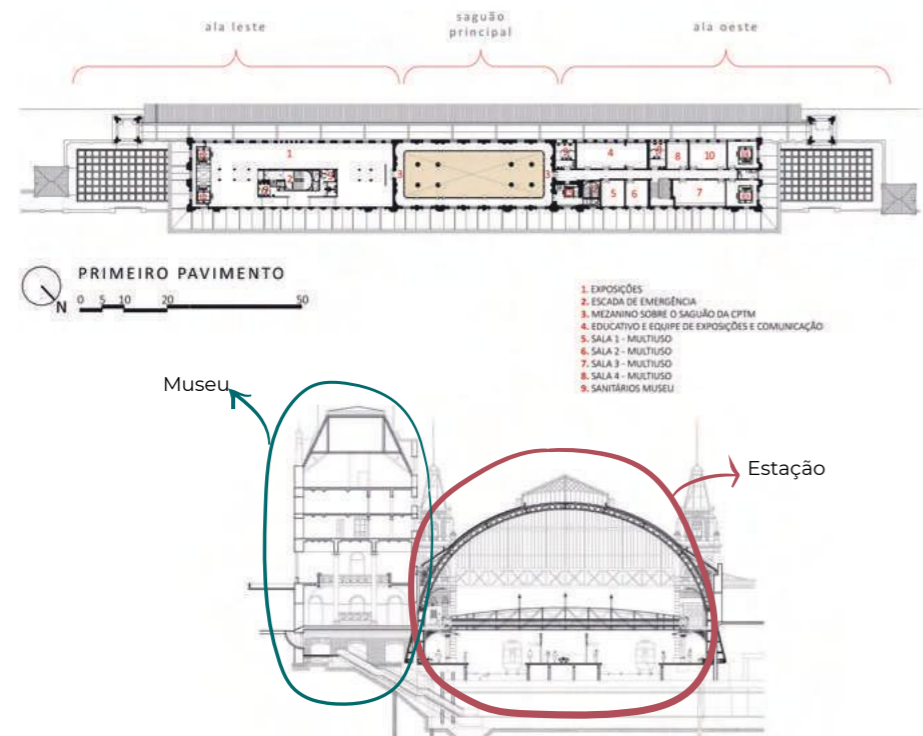 ala leste
saguão
principal
ala oeste
1
2
9
3
3
9
4
9
8
10
5
6
7
PRIMEIRO PAVIMENTO
N
0 5 10 20 50
1. EXPOSIÇÕES
2. ESCADA DE EMERGÊNCIA
3. MEZANINO SOBRE O SAGUÃO DA CPTM
4. EDUCATIVO E EQUIPE DE EXPOSIÇÕES E COMUNICAÇÃO
5. SALA 1 - MULTIUSO
6. SALA 2 - MULTIUSO
7. SALA 3 - MULTIUSO
8. SALA 4 - MULTIUSO
9. SANITÁRIOS MUSEU
Museu
Estação